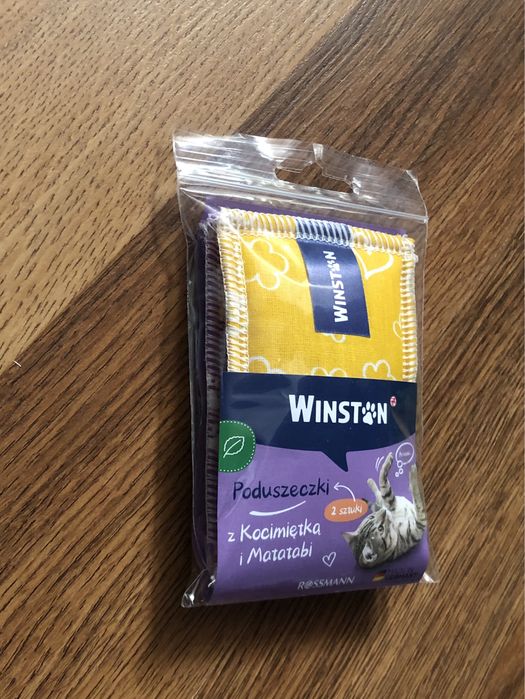 WINSTON
WINSTON
Poduszeczki
2 sztuki
z Kocimiętką
i Matatabi
ROSSMANN